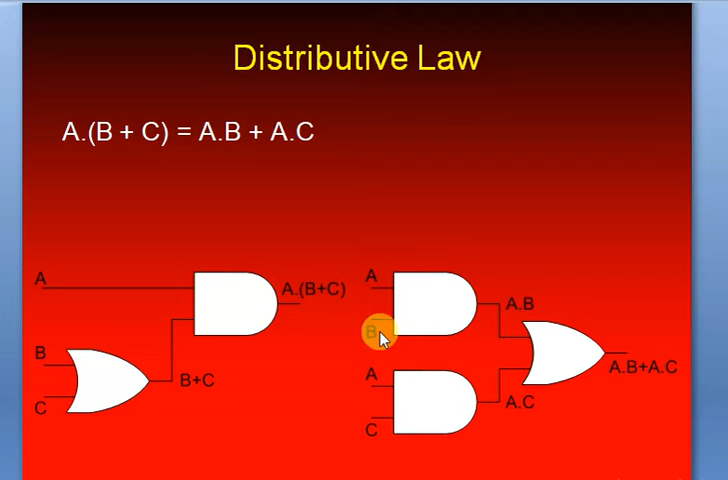 Distributive Law
A.(B + C) = A.B + A.C
A
A.(B+C)
B
B+C
C
A
A.B
B
A.B+A.C
A
A.C
C